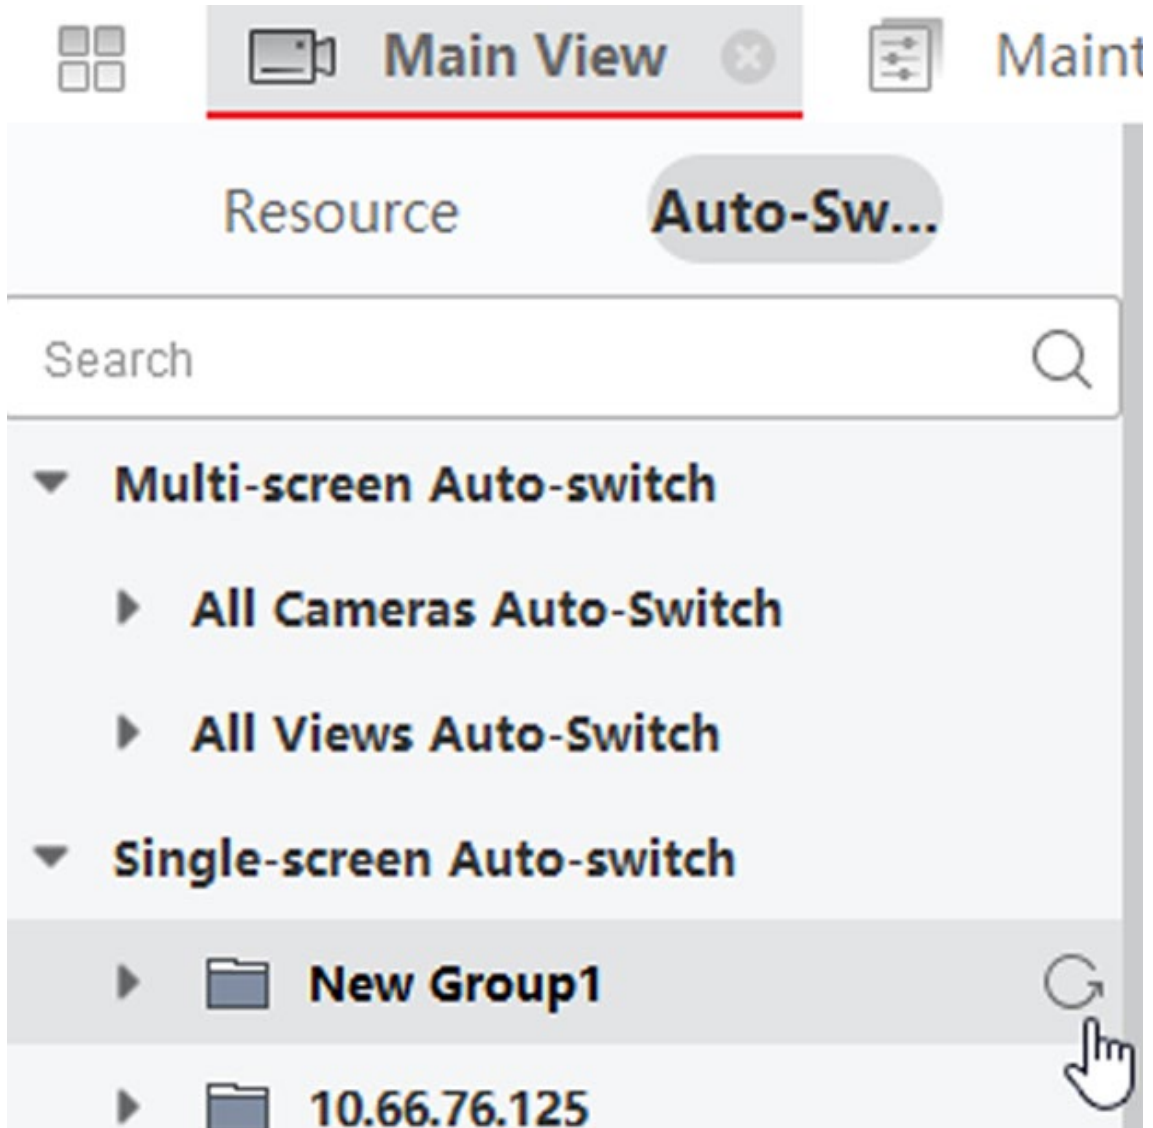 Main View Maint
Resource Auto-Sw...
Search
Multi-screen Auto-switch
All Cameras Auto-Switch
All Views Auto-Switch
Single-screen Auto-switch
New Group1
10.66.76.125